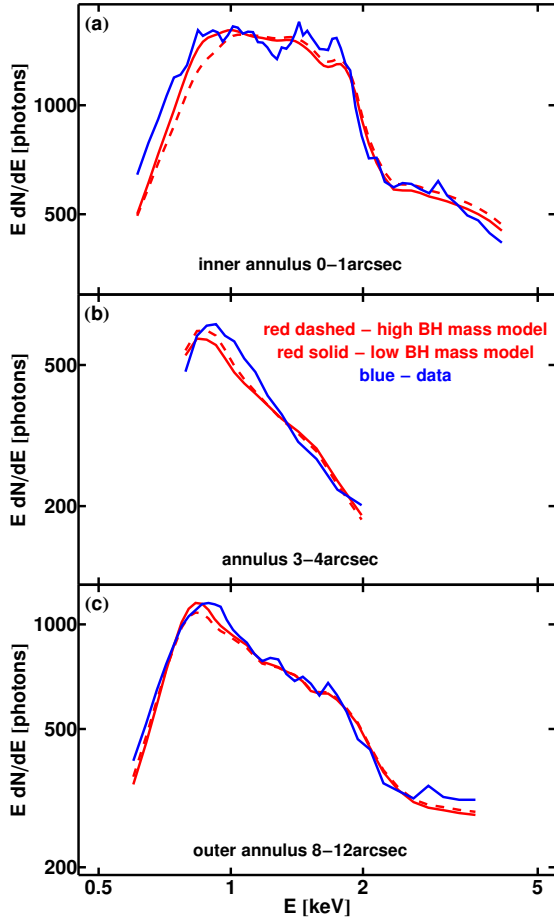 (a)
1000
500
E dN/dE [photons]
inner annulus 0−1arcsec
(b)
red dashed − high BH mass model
red solid − low BH mass model
blue − data
500
200
E dN/dE [photons]
annulus 3−4arcsec
(c)
1000
500
200
E dN/dE [photons]
outer annulus 8−12arcsec
0.5 1 2 5
E [keV]